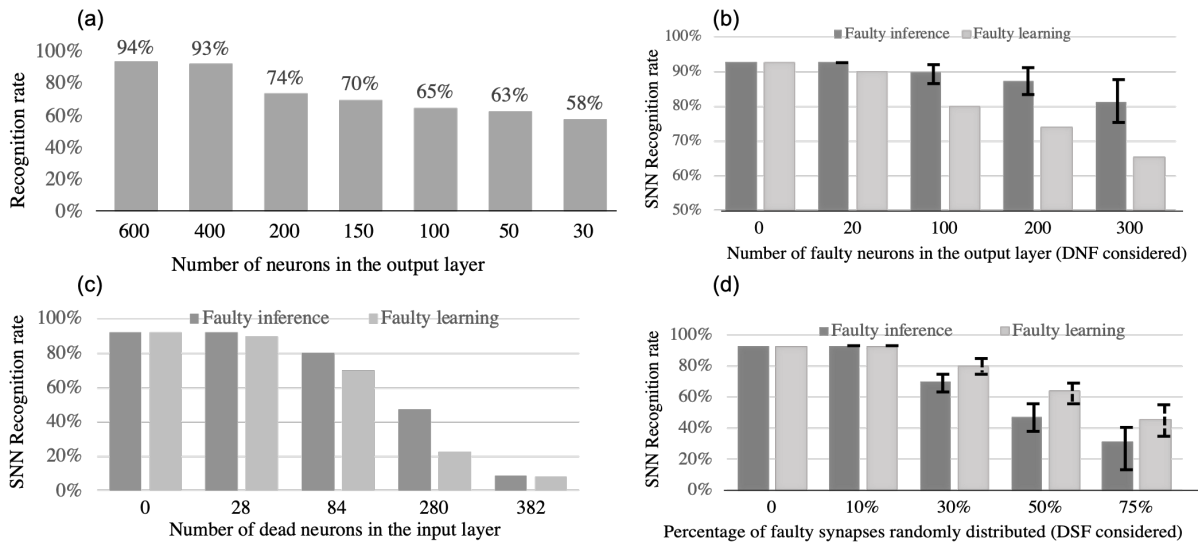 (a)
Recognition rate
100%
80%
60%
40%
20%
0%
94%
93%
74%
70%
65%
63%
58%
600 400 200 150 100 50 30
Number of neurons in the output layer
(b)
Faulty inference Faulty learning
SNN Recognition rate
100%
90%
80%
70%
60%
50%
0 20 100 200 300
Number of faulty neurons in the output layer (DNF considered)
(c)
Faulty inference Faulty learning
SNN Recognition rate
100%
80%
60%
40%
20%
0%
0 28 84 280 382
Number of dead neurons in the input layer
(d)
Faulty inference Faulty learning
SNN Recognition rate
100%
80%
60%
40%
20%
0%
0 10% 30% 50% 75%
Percentage of faulty synapses randomly distributed (DSF considered)